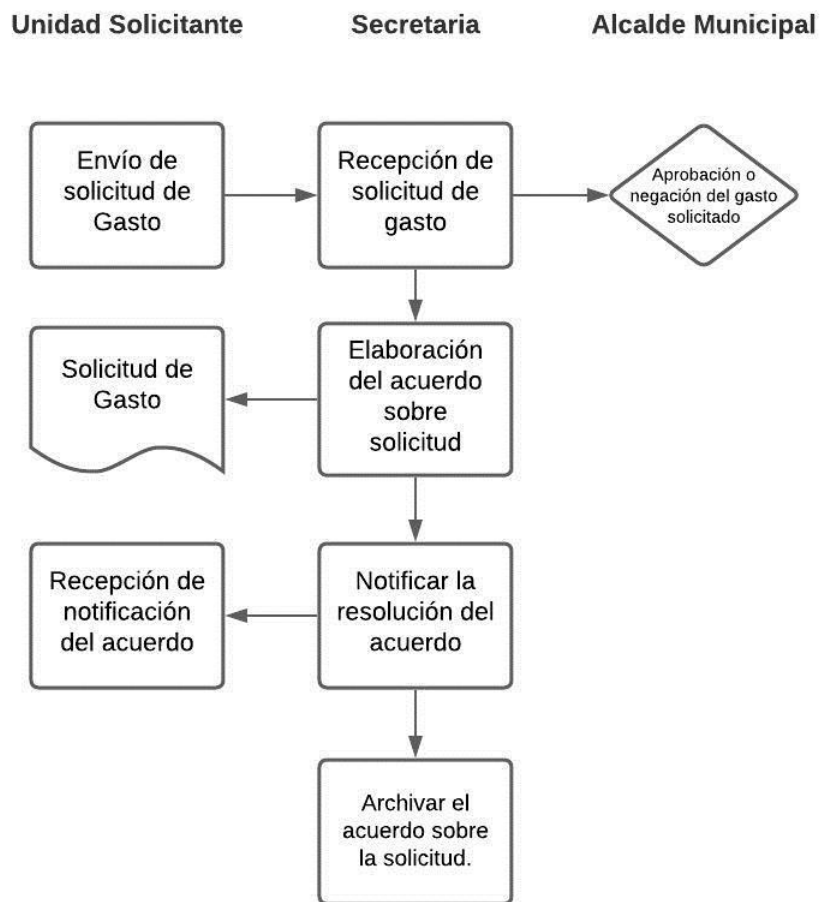 Unidad Solicitante
Secretaria
Alcalde Municipal
Envío de
solicitud de
Gasto
Recepción de
solicitud de
gasto
Aprobación o
negación del gasto
solicitado
Solicitud de
Gasto
Elaboración
del acuerdo
sobre
solicitud
Recepción de
notificación
del acuerdo
Notificar la
resolución del
acuerdo
Archivar el
acuerdo sobre
la solicitud.